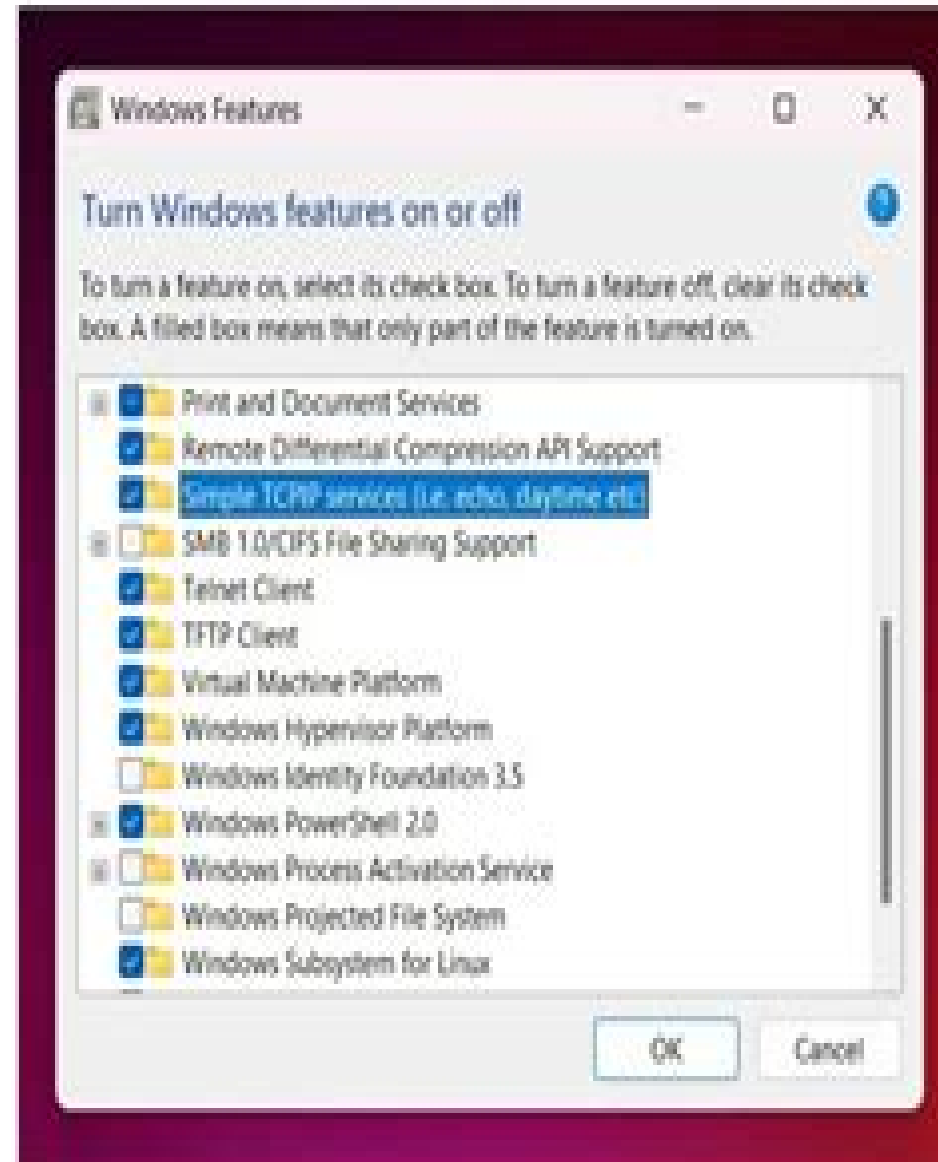 Windows Features
Turn Windows features on or off
To turn a feature on, select its check box. To turn a feature off, clear its check
box. A filled box means that only part of the feature is turned on.
Print and Document Services
Remote Differential Compression API Support
Simple TCPIP services (i.e. echo, daytime etc)
SMB 1.0/CIFS File Sharing Support
Telnet Client
TFTP Client
Virtual Machine Platform
Windows Hypervisor Platform
Windows Identity Foundation 3.5
Windows PowerShell 2.0
Windows Process Activation Service
Windows Projected File System
Windows Subsystem for Linux
OK
Cancel